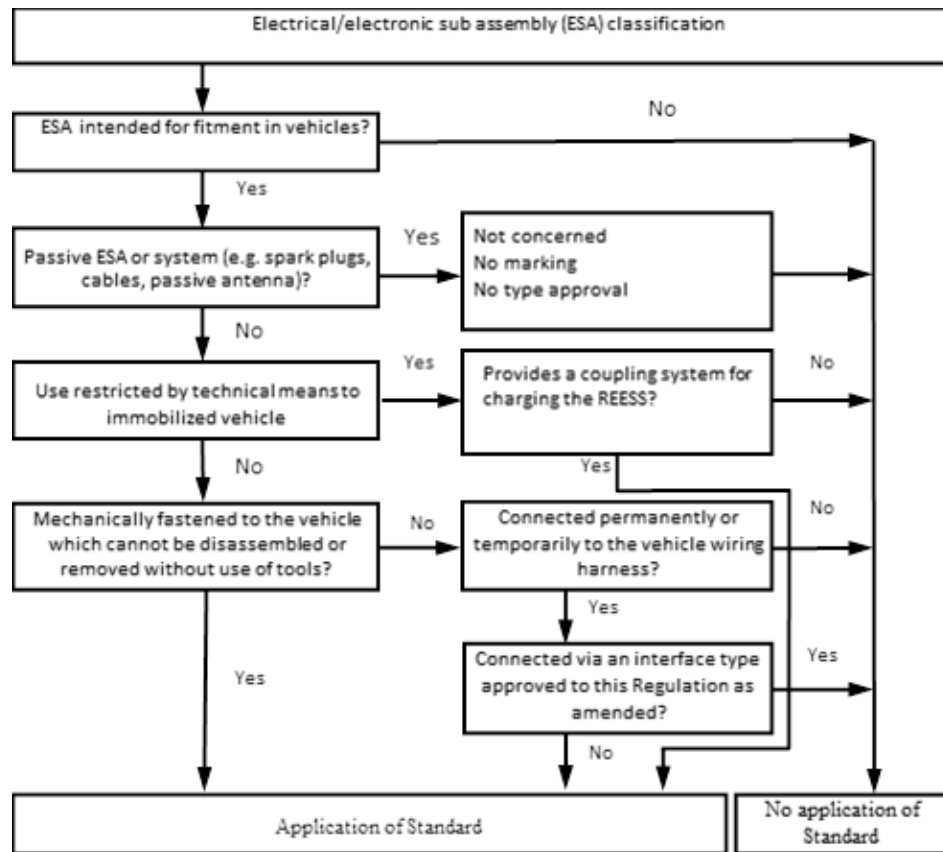 Electrical/electronic sub assembly (ESA) classification
ESA intended for fitment in vehicles?
No
Yes
Passive ESA or system (e.g. spark plugs,
cables, passive antenna)?
Yes
Not concerned
No marking
No type approval
No
Use restricted by technical means to
immobilized vehicle
Yes
Provides a coupling system for
charging the REESS?
No
No
Yes
Mechanically fastened to the vehicle
which cannot be disassembled or
removed without use of tools?
No
Connected permanently or
temporarily to the vehicle wiring
harness?
No
Yes
Yes
Connected via an interface type
approved to this Regulation as
amended?
Yes
No
Application of Standard
No application of
Standard